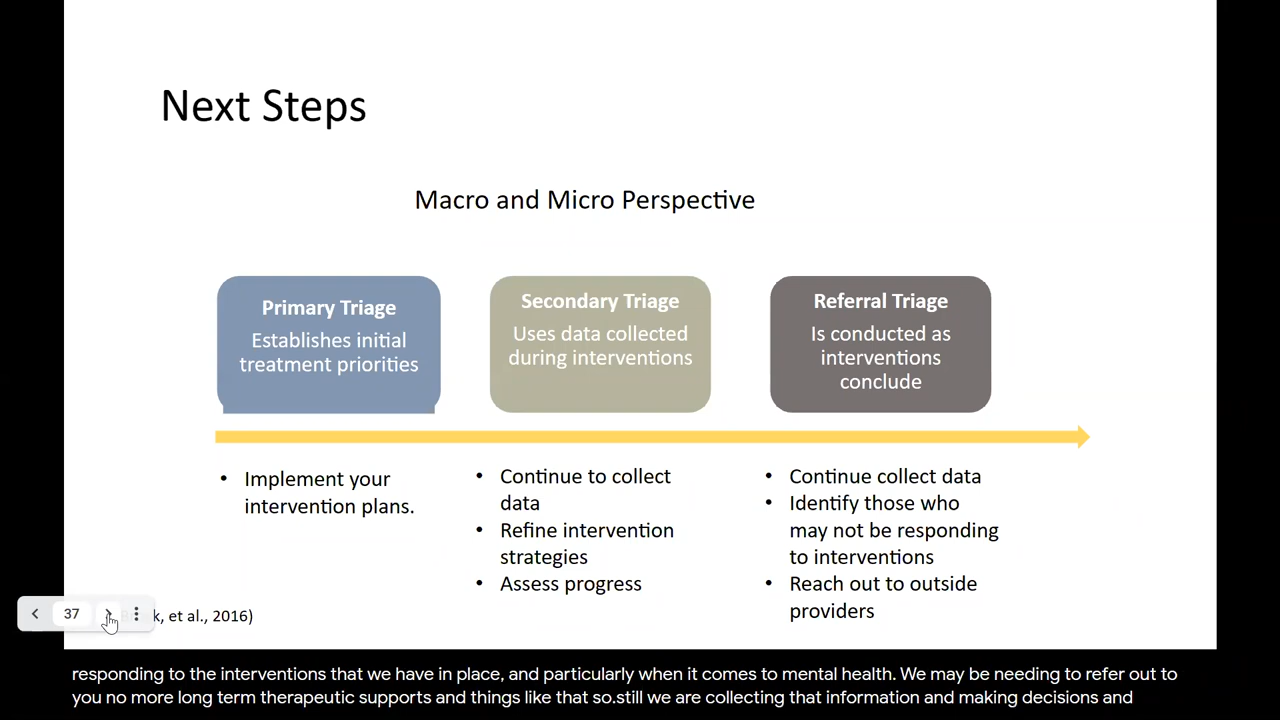 Next Steps
Macro and Micro Perspective
Primary Triage
Establishes initial
treatment priorities
Secondary Triage
Uses data collected
during interventions
Referral Triage
Is conducted as
interventions
conclude
• Implement your
intervention plans.
• Continue to collect
data
• Refine intervention
strategies
• Assess progress
• Continue collect data
• Identify those who
may not be responding
to interventions
• Reach out to outside
providers
37
et al., 2016)
responding to the interventions that we have in place, and particularly when it comes to mental health. We may be needing to refer out to
you no more long term therapeutic supports and things like that so.still we are collecting that information and making decisions and